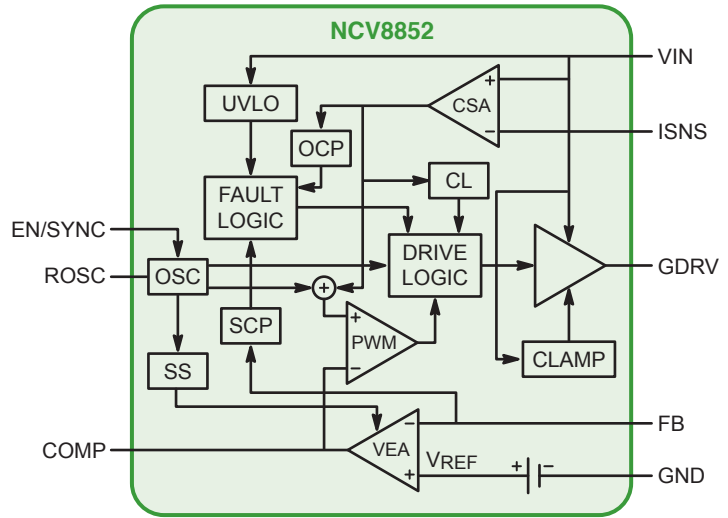 NCV8852
VIN
UVLO
+
CSA
−
ISNS
OCP
CL
FAULT
LOGIC
EN/SYNC
ROSC
OSC
DRIVE
LOGIC
GDRV
+
SCP
+
PWM
−
CLAMP
SS
COMP
−
VEA
+
FB
VREF
+
−
GND